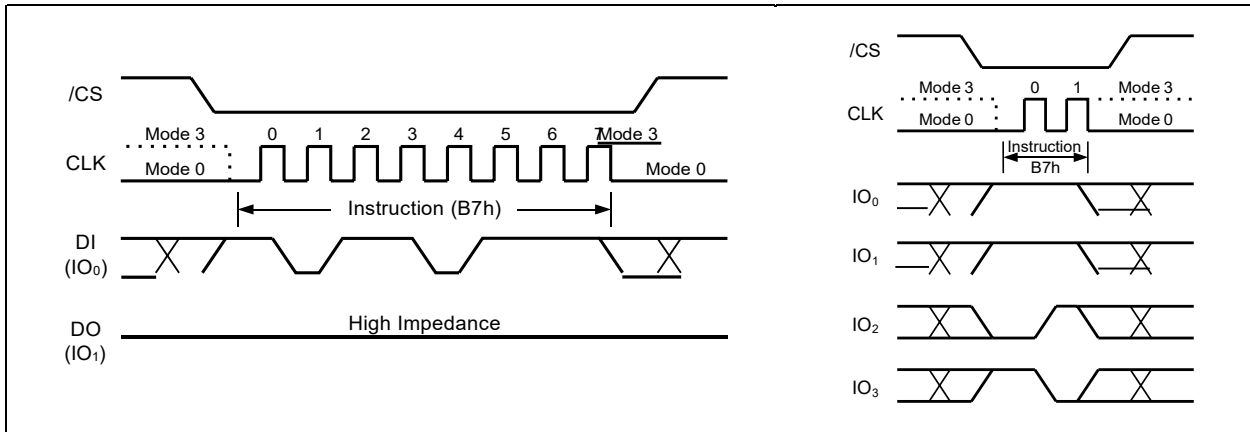 /CS
Mode 3 0 1 2 3 4 5 6 7 Mode 3
CLK
Mode 0 Mode 0
Instruction (B7h)
DI
(IO₀)
High Impedance
DO
(IO₁)
/CS
Mode 3 0 1 Mode 3
CLK
Mode 0 Mode 0
Instruction
B7h
IO₀
IO₁
IO₂
IO₃